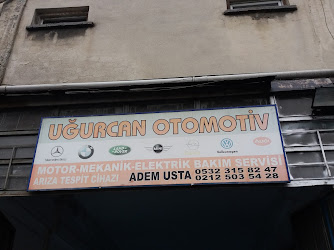 UĞURCAN OTOMOTİV
MOTOR-MEKANİK-ELEKTRİK BAKIM SERVİSİ
ARIZA TESPİT CİHAZI ADEM USTA 0532 315 82 47
0212 503 54 28